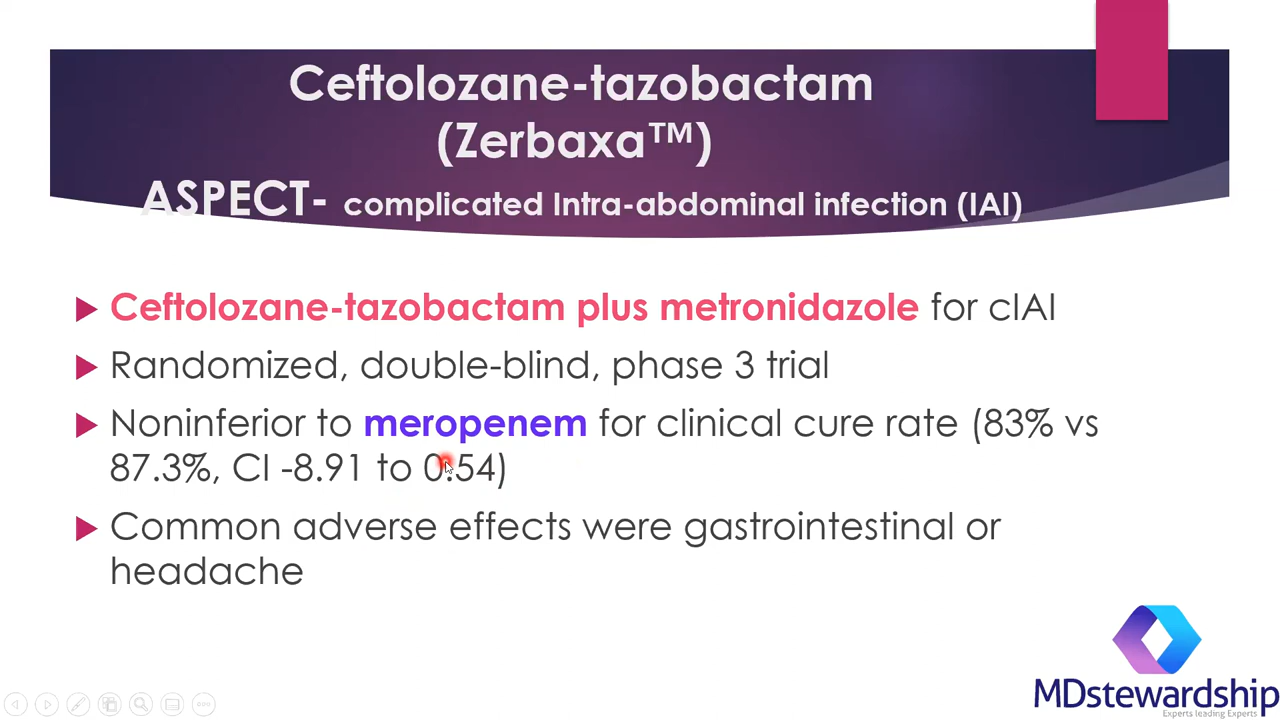 Ceftolozane-tazobactam
(Zerbaxa™)
ASPECT- complicated Intra-abdominal infection (IAI)
Ceftolozane-tazobactam plus metronidazole for cIAI
Randomized, double-blind, phase 3 trial
Noninferior to meropenem for clinical cure rate (83% vs
87.3%, CI -8.91 to 0.54)
Common adverse effects were gastrointestinal or
headache
MDstewardship
Experts leading Experts